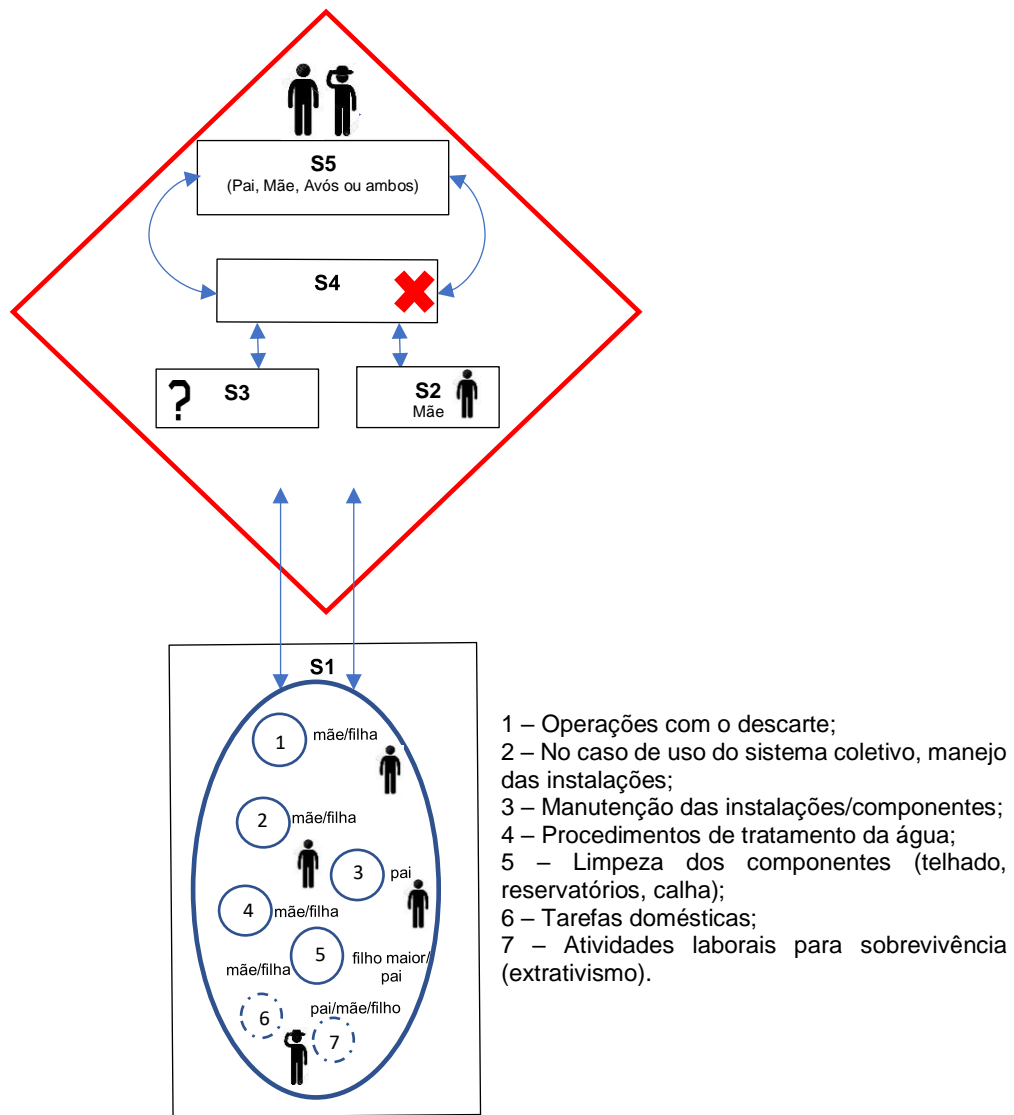 S5
(Pai, Mãe, Avós ou ambos)
S4
? S3
S2
Mãe
S1
1 mãe/filha
2 mãe/filha
3 pai
4 mãe/filha
5 filho maior/
pai
mãe/filha
6
pai/mãe/filho
7
1 – Operações com o descarte;
2 – No caso de uso do sistema coletivo, manejo
das instalações;
3 – Manutenção das instalações/componentes;
4 – Procedimentos de tratamento da água;
5 – Limpeza dos componentes (telhado,
reservatórios, calha);
6 – Tarefas domésticas;
7 – Atividades laborais para sobrevivência
(extrativismo).